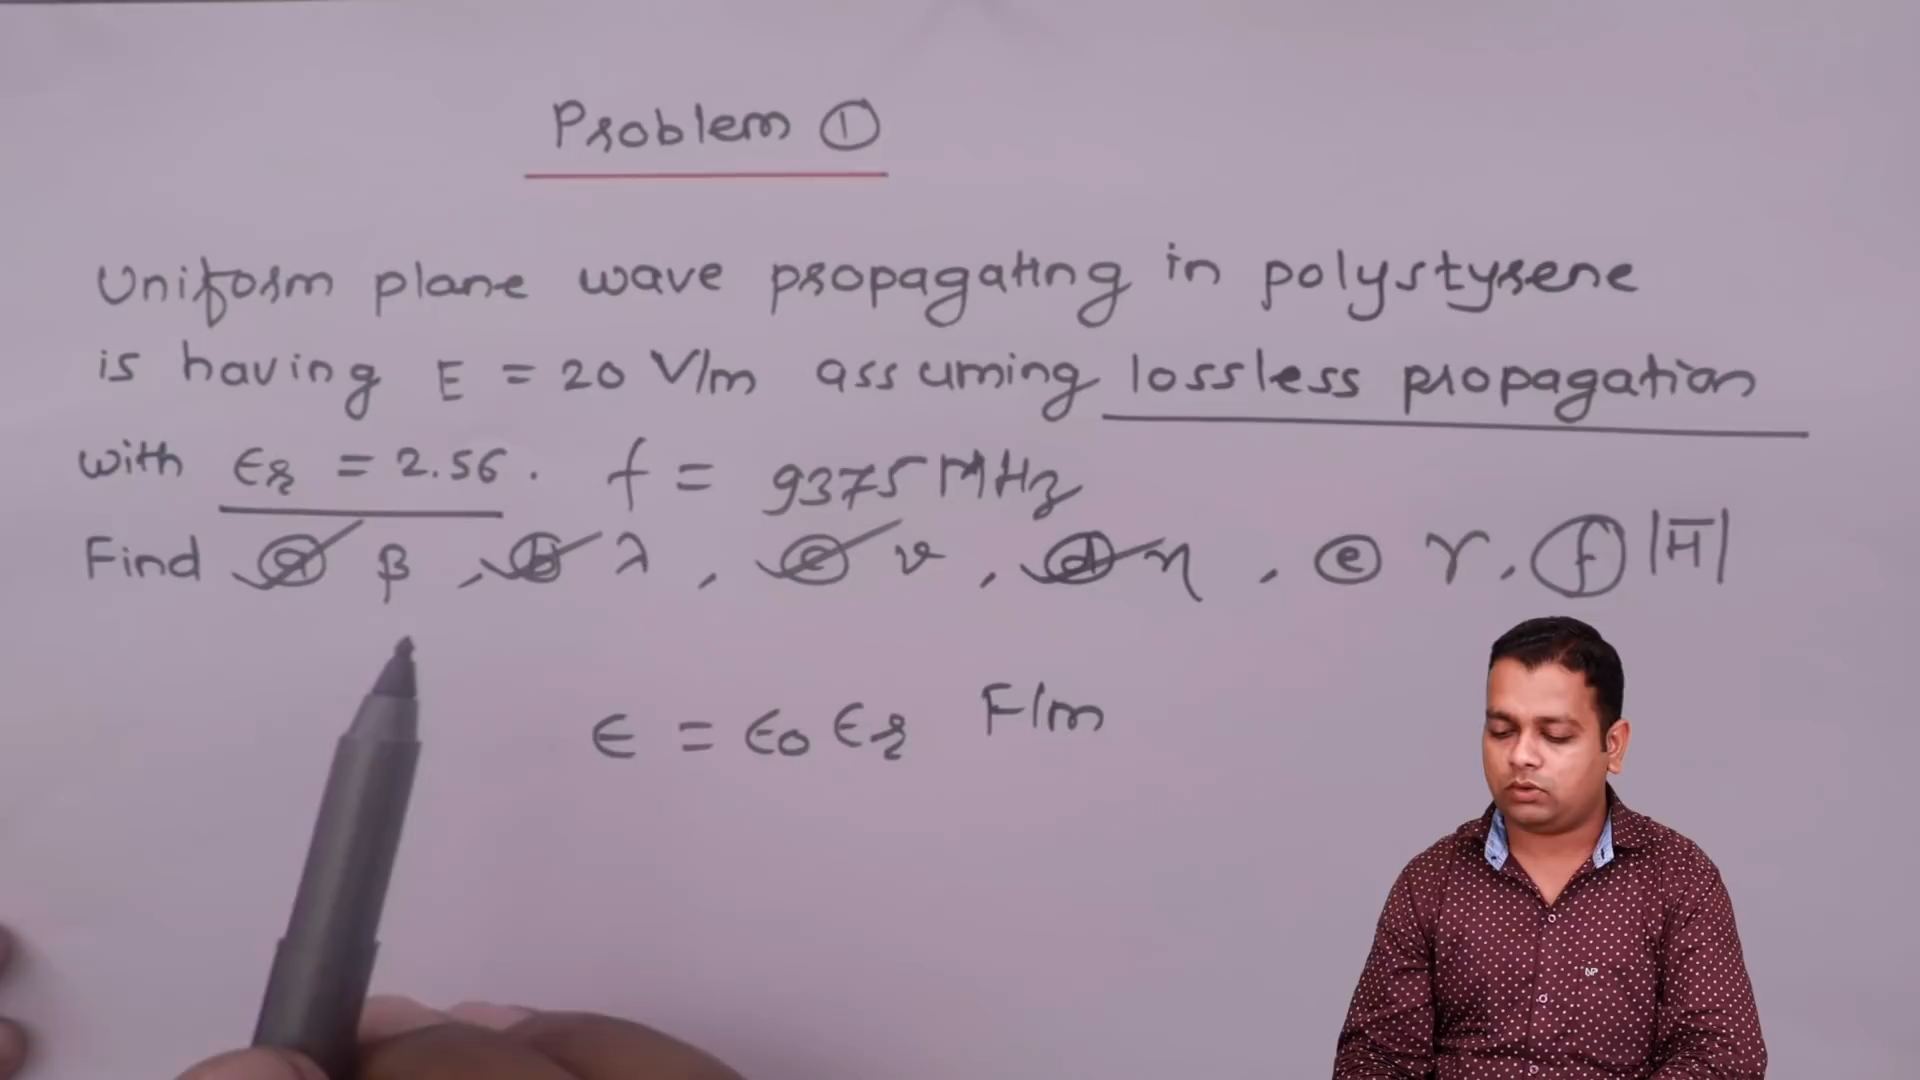 Problem ①
Uniform plane wave propagating in polystyrene
is having E = 20 V/m assuming lossless propagation
with ϵr = 2.56. f = 9375 MHz
Find ⓐ β, ⓑ λ, ⓒ v, ⓓ η, ⓔ γ, ⓕ |H̅|
ϵ = ϵ0 ϵr F/m
NP